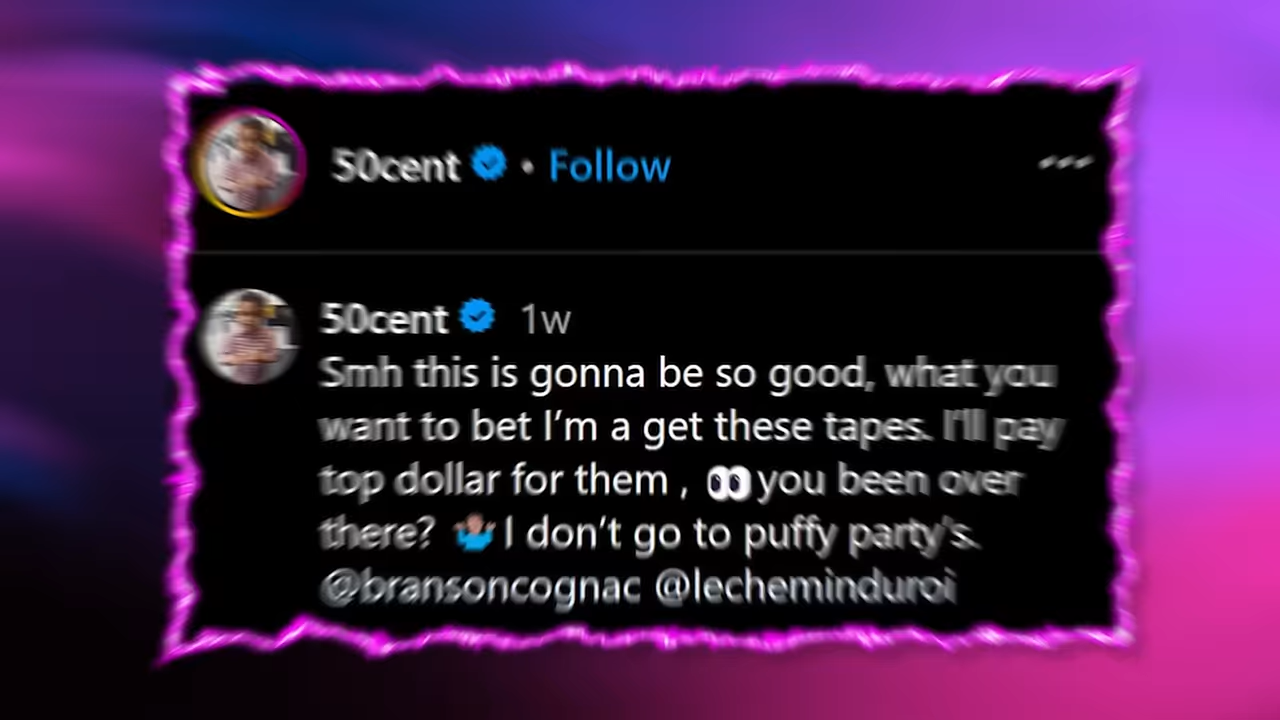 50cent • Follow
50cent 1w
Smh this is gonna be so good, what you
want to bet I’m a get these tapes. I’ll pay
top dollar for them , 👀you been over
there? 🤷🏽‍♂️I don’t go to puffy party’s.
@bransoncognac @lecheminduroi